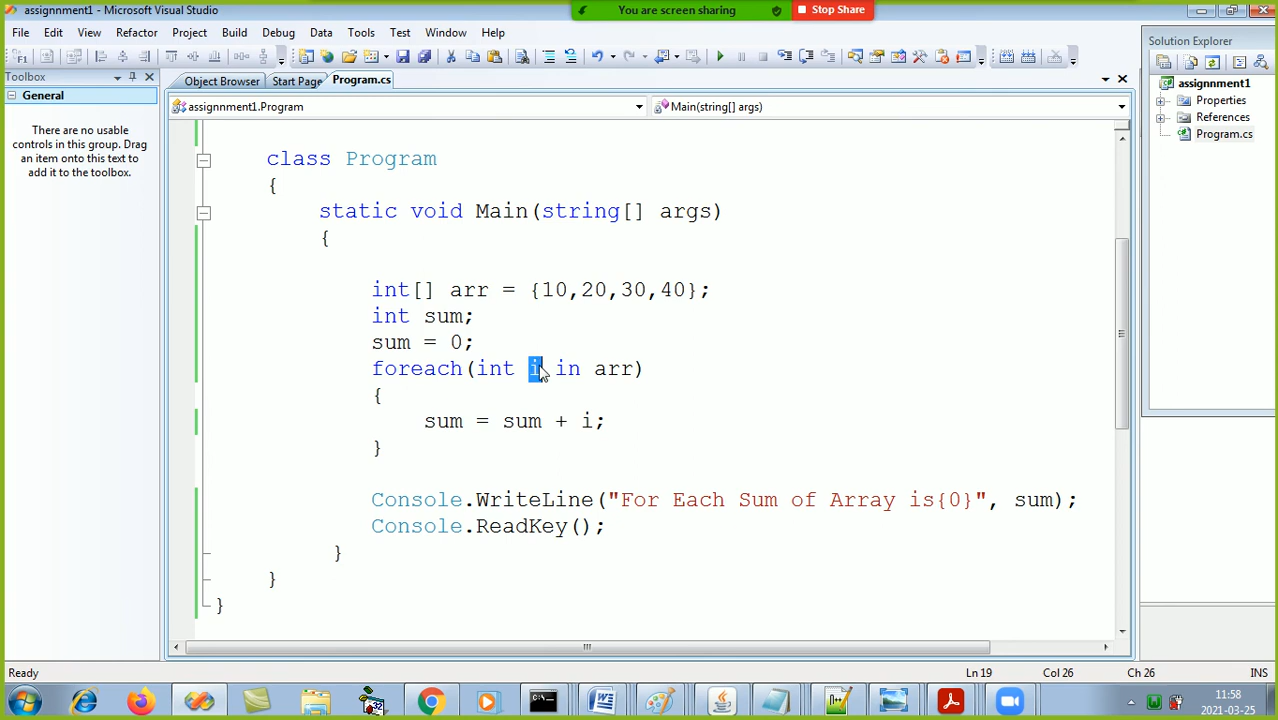 assignnment1 - Microsoft Visual Studio
You are screen sharing
Stop Share
File Edit View Refactor Project Build Debug Data Tools Test Window Help
Toolbox
General
There are no usable
controls in this group. Drag
an item onto this text to
add it to the toolbox.
Object Browser Start Page Program.cs
assignnment1.Program
Main(string[] args)
class Program
{
static void Main(string[] args)
{
int[] arr = {10,20,30,40};
int sum;
sum = 0;
foreach(int i in arr)
{
sum = sum + i;
}
Console.WriteLine("For Each Sum of Array is{0}", sum);
Console.ReadKey();
}
}
}
Solution Explorer
assignnment1
Properties
References
Program.cs
Ready
Ln 19
Col 26
Ch 26
INS
11:58
2021-03-25